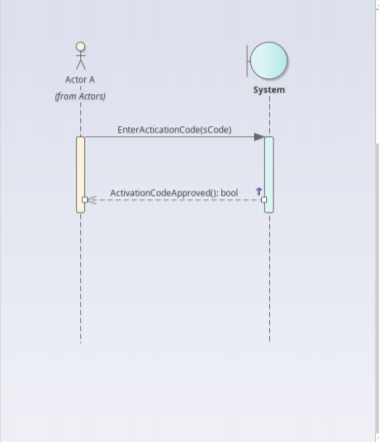 Actor A
(from Actors)
System
EnterActicationCode(sCode)
ActivationCodeApproved(): bool